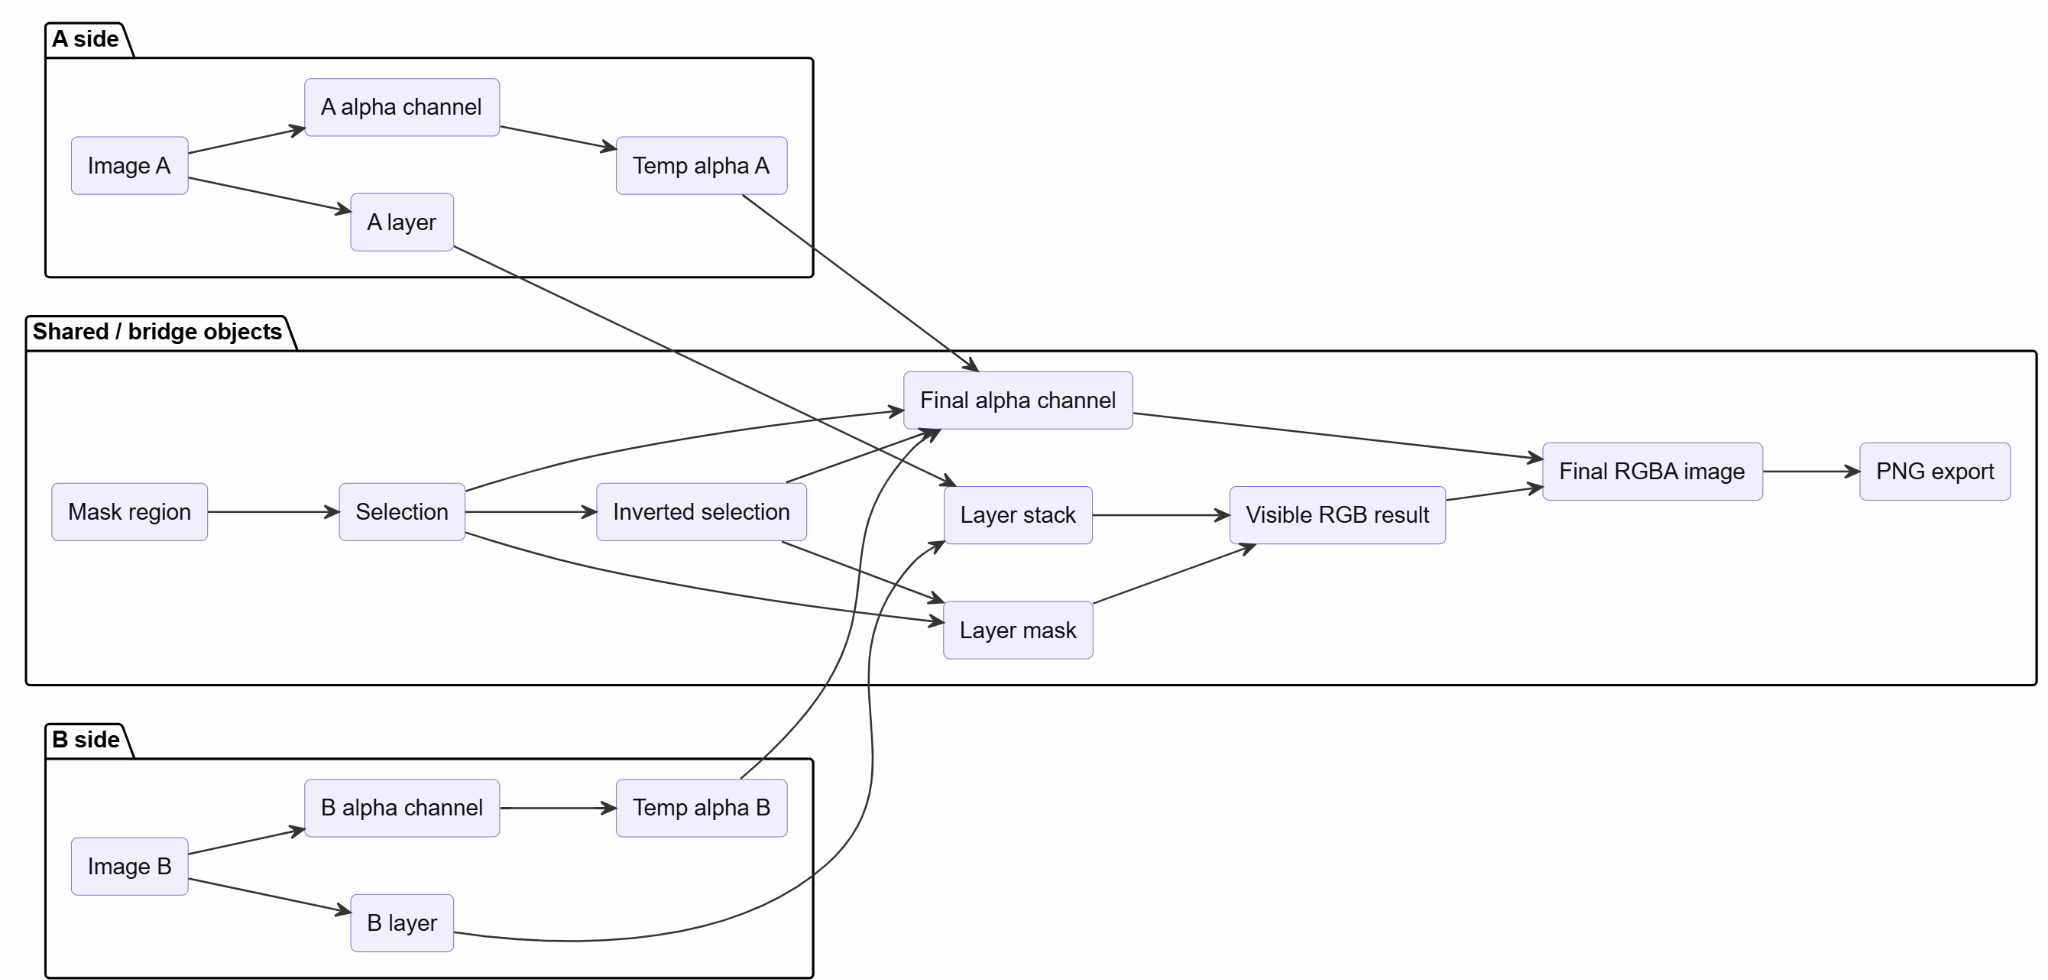 A side
A alpha channel
Image A
Temp alpha A
A layer
Shared / bridge objects
Final alpha channel
Final RGBA image
PNG export
Mask region
Selection
Inverted selection
Layer stack
Visible RGB result
Layer mask
B side
B alpha channel
Temp alpha B
Image B
B layer